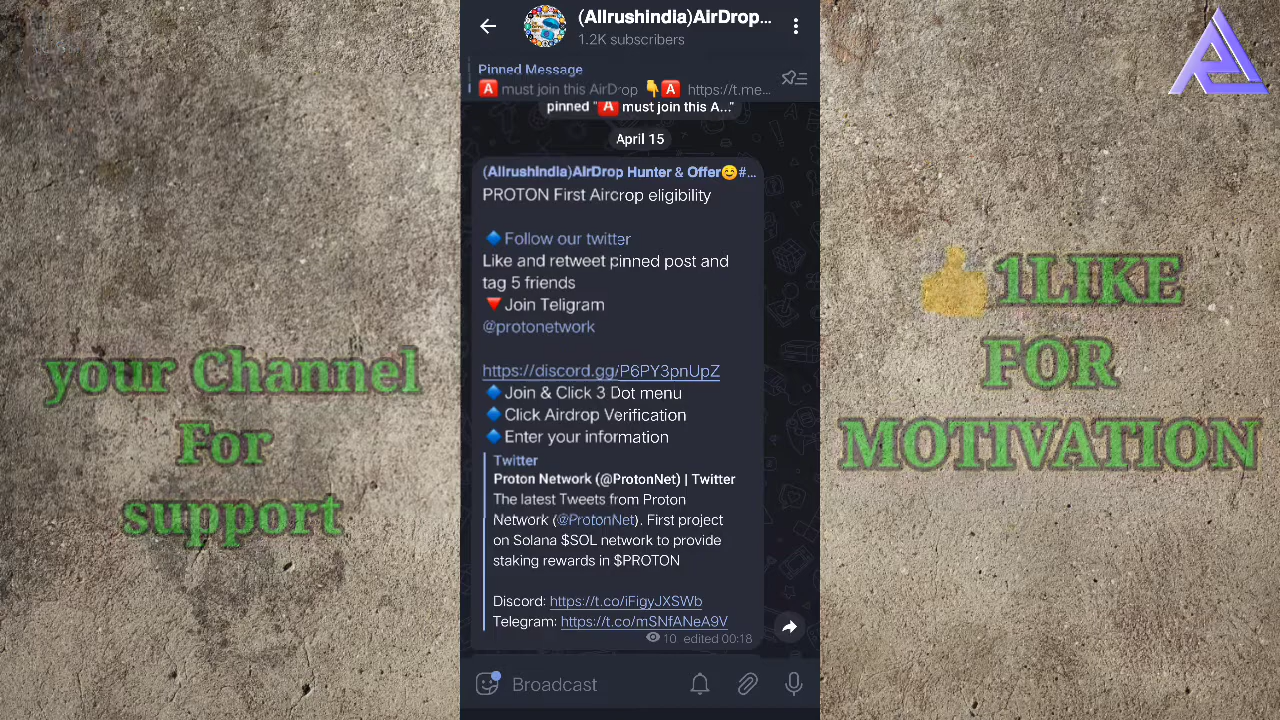 your Channel
For
support
(Allrushindia)AirDrop...
1.2K subscribers
Pinned Message
🅰 must join this AirDrop 👇🅰 https://t.me...
pinned "🅰 must join this A..."
April 15
(Allrushindia)AirDrop Hunter & Offer😊#...
PROTON First Aircrop eligibility
🔷Follow our twitter
Like and retweet pinned post and
tag 5 friends
🔻Join Teligram
@protonetwork
https://discord.gg/P6PY3pnUpZ
🔷Join & Click 3 Dot menu
🔷Click Airdrop Verification
🔷Enter your information
Twitter
Proton Network (@ProtonNet) | Twitter
The latest Tweets from Proton
Network (@ProtonNet). First project
on Solana $SOL network to provide
staking rewards in $PROTON
Discord: https://t.co/iFigyJXSWb
Telegram: https://t.co/mSNfANeA9V
10 edited 00:18
Broadcast
👍1LIKE
FOR
MOTIVATION